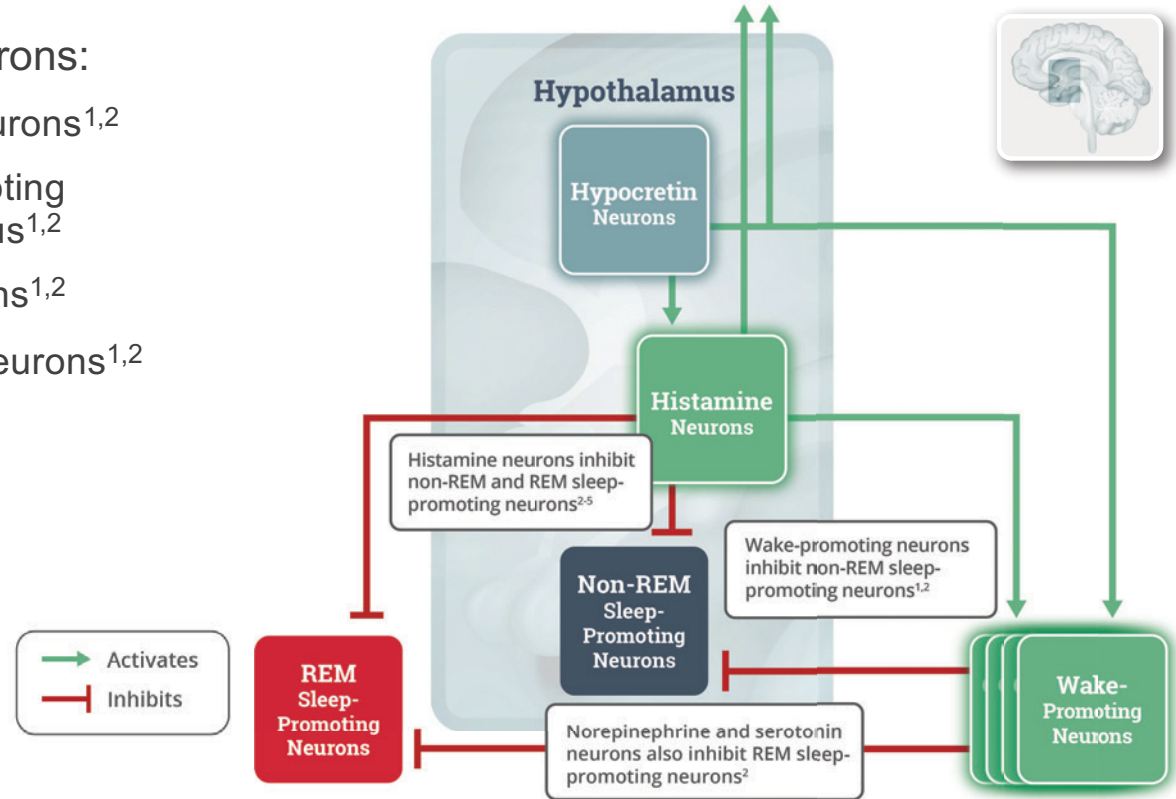 rons:
urons1,2
oting
us1,2
ns1,2
eurons1,2
Hypothalamus
Hypocretin
Neurons
Histamine
Neurons
Histamine neurons inhibit
non-REM and REM sleep-
promoting neurons2-5
Wake-promoting neurons
inhibit non-REM sleep-
promoting neurons1,2
Non-REM
Sleep-
Promoting
Neurons
Activates
Inhibits
REM
Sleep-
Promoting
Neurons
Norepinephrine and serotonin
neurons also inhibit REM sleep-
promoting neurons2
Wake-
Promoting
Neurons